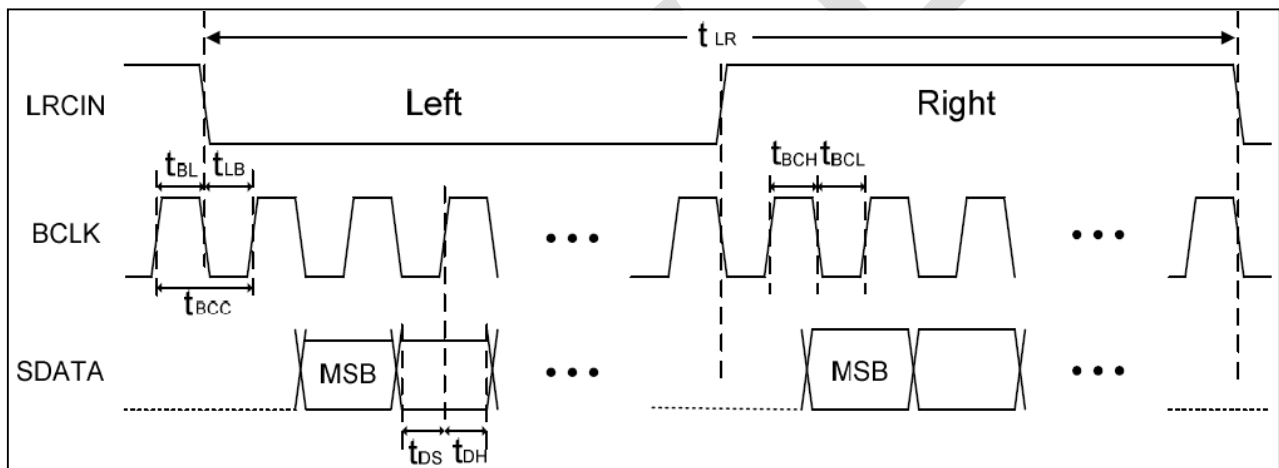 t LR
LRCIN
Left
Right
tBL
tLB
tBCH
tBCL
BCLK
• • •
• • •
tBCC
SDATA
MSB
• • •
MSB
• • •
tDS
tDH